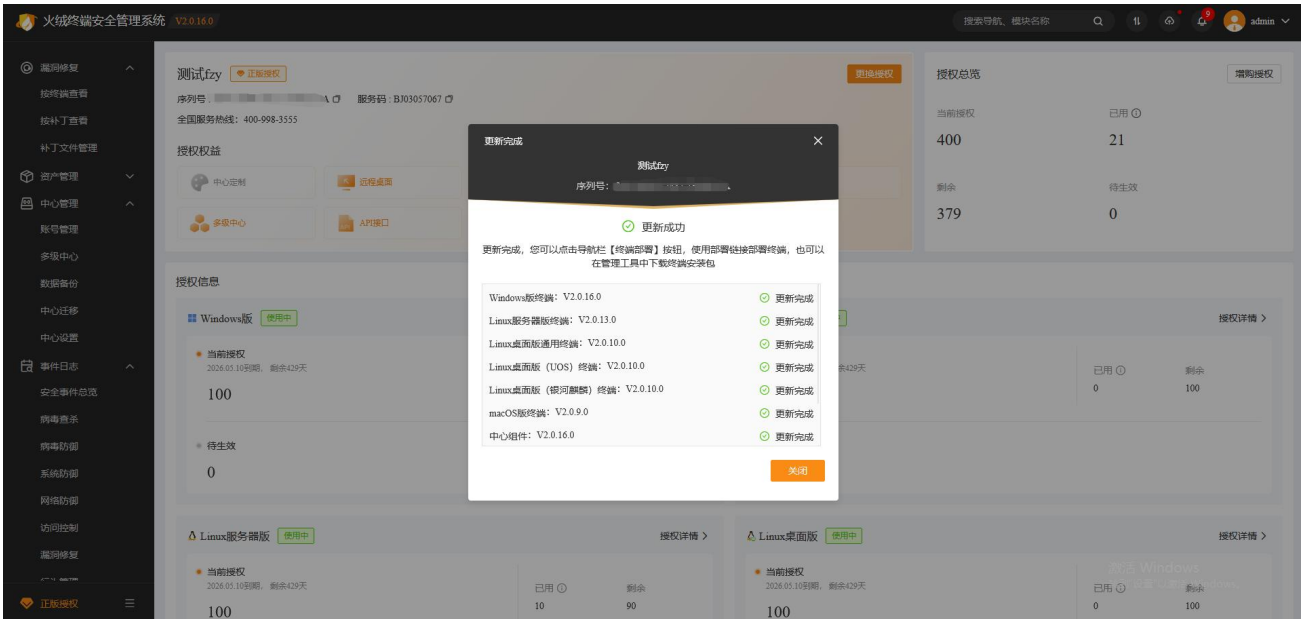 火绒终端安全管理系统 V2.0.16.0
搜索导航、模块名称
9
admin
漏洞修复
按终端查看
按补丁查看
补丁文件管理
资产管理
中心管理
账号管理
多级中心
数据备份
中心迁移
中心设置
事件日志
安全事件总览
病毒查杀
病毒防御
系统防御
网络防御
访问控制
漏洞修复
正版授权
测试fzy 正版授权
更换授权
序列号: A 服务码 : BJ03057067
全国服务热线: 400-998-3555
授权权益
中心定制
远程桌面
多级中心
API接口
授权总览
增购授权
当前授权
已用
400
21
剩余
待生效
379
0
更新完成
测试fzy
序列号:
更新成功
更新完成, 您可以点击导航栏【终端部署】按钮, 使用部署链接部署终端, 也可以
在管理工具中下载终端安装包
Windows版终端: V2.0.16.0 更新完成
Linux服务器版终端: V2.0.13.0 更新完成
Linux桌面版通用终端: V2.0.10.0 更新完成
Linux桌面版 (UOS) 终端: V2.0.10.0 更新完成
Linux桌面版 (银河麒麟) 终端: V2.0.10.0 更新完成
macOS版终端: V2.0.9.0 更新完成
中心组件: V2.0.16.0 更新完成
关闭
授权信息
Windows版 使用中
当前授权
2026.05.10到期, 剩余429天
100
待生效
0
授权详情
余429天
已用
剩余
0
100
Linux服务器版 使用中
授权详情
当前授权
2026.05.10到期, 剩余429天
100
已用
剩余
10
90
Linux桌面版 使用中
授权详情
当前授权
2026.05.10到期, 剩余429天
100
已用
剩余
0
100
激活 Windows